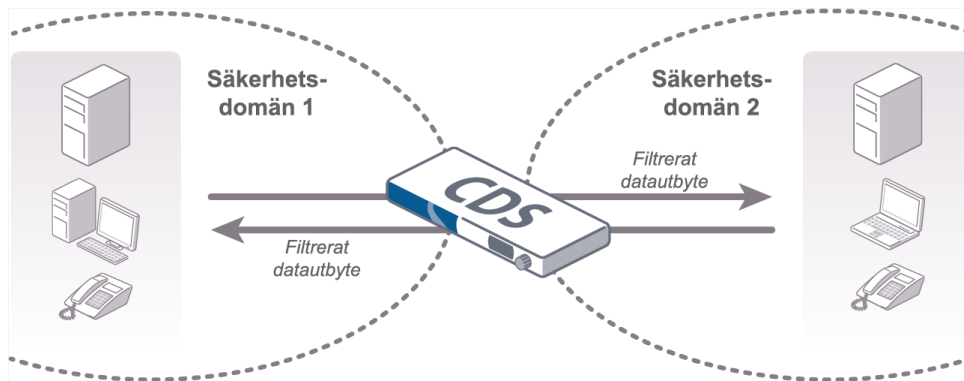 Säkerhets-
domän 1
Säkerhets-
domän 2
Filtrerat
datautbyte
CDS
Filtrerat
datautbyte